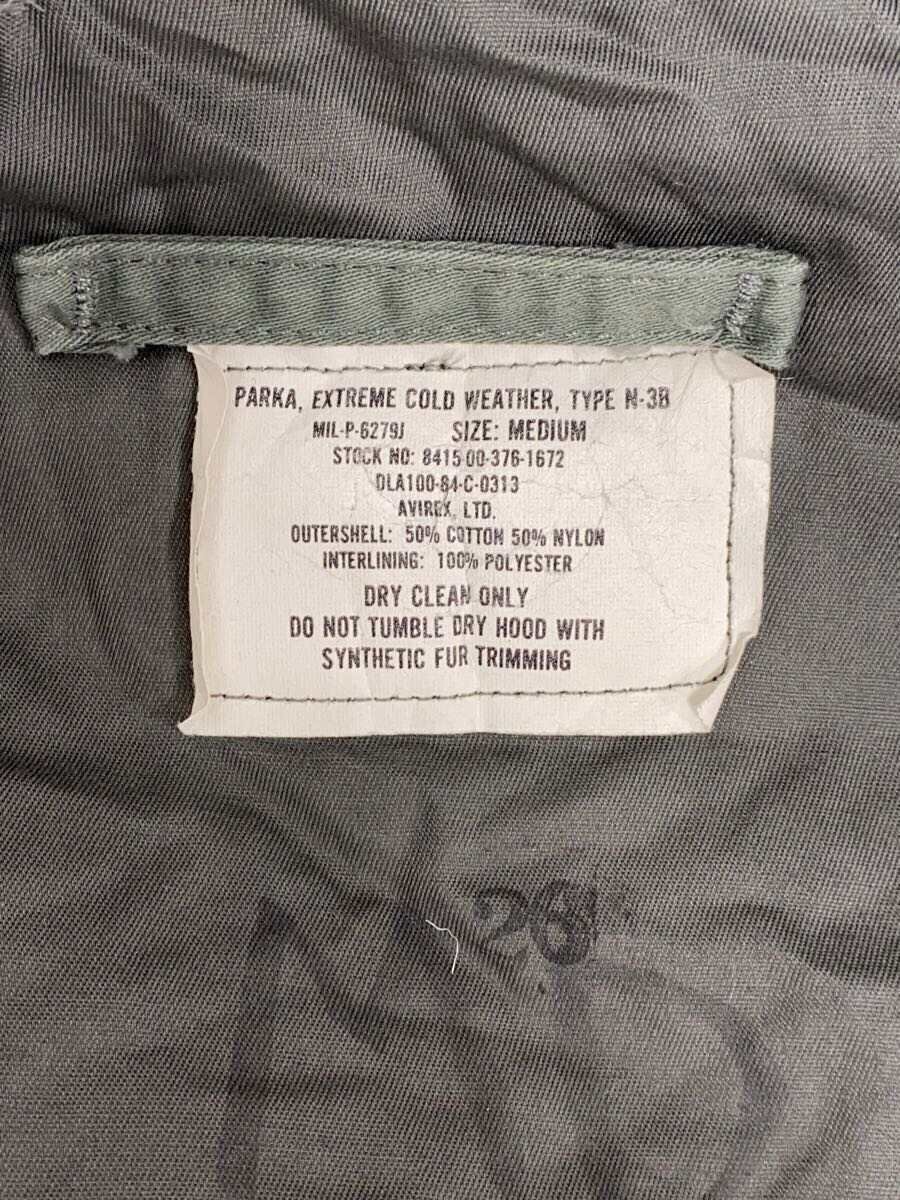 PARKA, EXTREME COLD WEATHER, TYPE N-3B
MIL-P-6279J SIZE: MEDIUM
STOCK NO: 8415-00-376-1672
DLA100-84-C-0313
AVIREX, LTD.
OUTERSHELL: 50% COTTON 50% NYLON
INTERLINING: 100% POLYESTER
DRY CLEAN ONLY
DO NOT TUMBLE DRY HOOD WITH
SYNTHETIC FUR TRIMMING